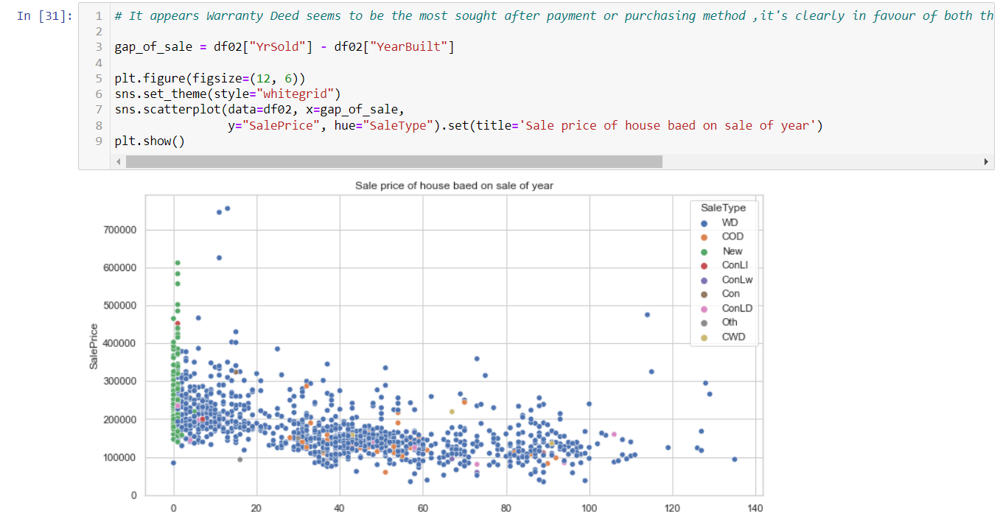 In [31]:
1 # It appears Warranty Deed seems to be the most sought after payment or purchasing method ,it's clearly in favour of both th
2
3 gap_of_sale = df02["YrSold"] - df02["YearBuilt"]
4
5 plt.figure(figsize=(12, 6))
6 sns.set_theme(style="whitegrid")
7 sns.scatterplot(data=df02, x=gap_of_sale,
8 y="SalePrice", hue="SaleType").set(title='Sale price of house baed on sale of year')
9 plt.show()
Sale price of house baed on sale of year
SaleType
WD
COD
New
ConLI
ConLw
Con
ConLD
Oth
CWD
SalePrice
700000
600000
500000
400000
300000
200000
100000
0
0 20 40 60 80 100 120 140